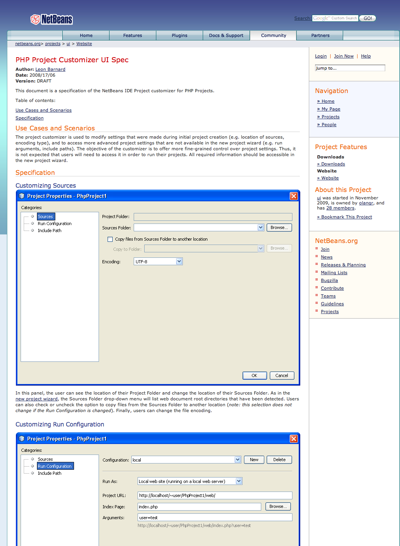 NetBeans
Search
GO!
Home
Features
Plugins
Docs & Support
Community
Partners
netbeans.org> projects > ui > Website
PHP Project Customizer UI Spec
Author: Leon Barnard
Date: 2008/17/06
Version: DRAFT
This document is a specification of the NetBeans IDE Project customizer for PHP Projects.
Table of contents:
Use Cases and Scenarios
Specification
Use Cases and Scenarios
The project customizer is used to modify settings that were made during initial project creation (e.g. location of sources,
encoding type), and to access more advanced project settings that are not available in the new project wizard (e.g. run
arguments, include paths). The objective of the customizer is to offer more fine-grained control over project settings. Thus, it
is not expected that users will need to access it in order to run their projects. All required information should be accessible in
the new project wizard.
Specification
Customizing Sources
Project Properties - PhpProject1
Categories:
Sources
Run Configuration
Include Path
Project Folder:
Sources Folder:
Browse...
Copy files from Sources Folder to another location
Copy to Folder:
Browse...
Encoding:
UTF-8
OK
Cancel
In this panel, the user can see the location of their Project Folder and change the location of their Sources Folder. As in the
new project wizard, the Sources Folder drop-down menu will list web document root directories that have been detected. Users
can also check or uncheck the option to copy files from the Sources Folder to another location (note: this selection does not
change if the Run Configuration is changed). Finally, users can change the file encoding.
Customizing Run Configuration
Project Properties - PhpProject1
Categories:
Sources
Run Configuration
Include Path
Configuration:
local
New
Delete
Run As:
Local web site (running on a local web server)
Project URL:
http://localhost/~user/PhpProject1/web/
Index Page:
index.php
Browse...
Arguments:
user=test
http://localhost/~user/PhpProject1/web/index.php?user=test
Login | Join Now | Help
jump to...
Navigation
» Home
» My Page
» Projects
» People
Project Features
Downloads
» Downloads
Website
» Website
About this Project
ui was started in November
2009, is owned by
and
has 28 members.
» Bookmark This Project
NetBeans.org
Join
News
Releases & Planning
Mailing Lists
Bugzilla
Contribute
Teams
Guidelines
Projects